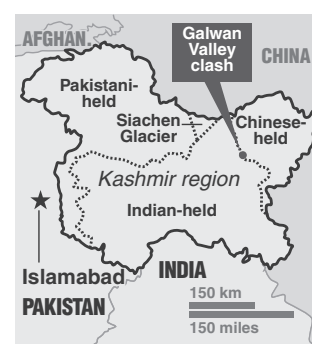 AFGHAN.
Galwan
Valley
clash
CHINA
Pakistani-
held
Siachen
Glacier
Chinese-
held
Kashmir region
Indian-held
Islamabad
PAKISTAN
INDIA
150 km
150 miles